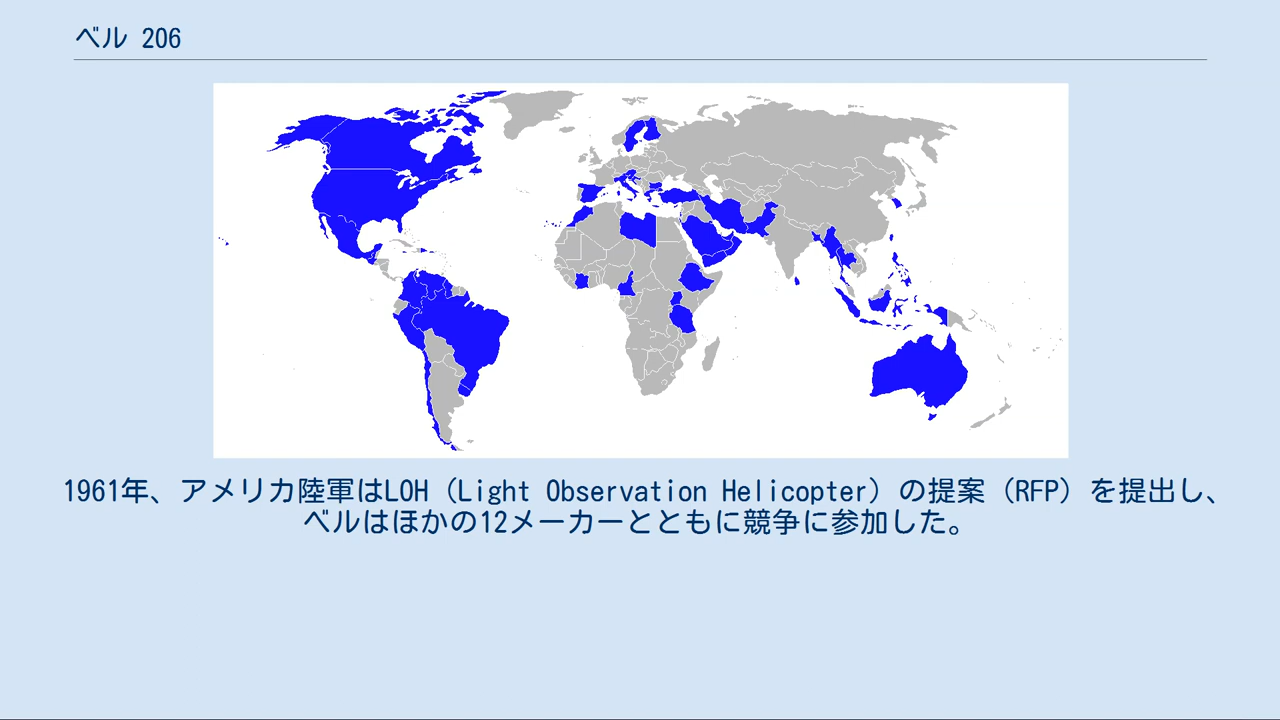 ベル 206
1961年、アメリカ陸軍はLOH（Light Observation Helicopter）の提案（RFP）を提出し、
ベルはほかの12メーカーとともに競争に参加した。